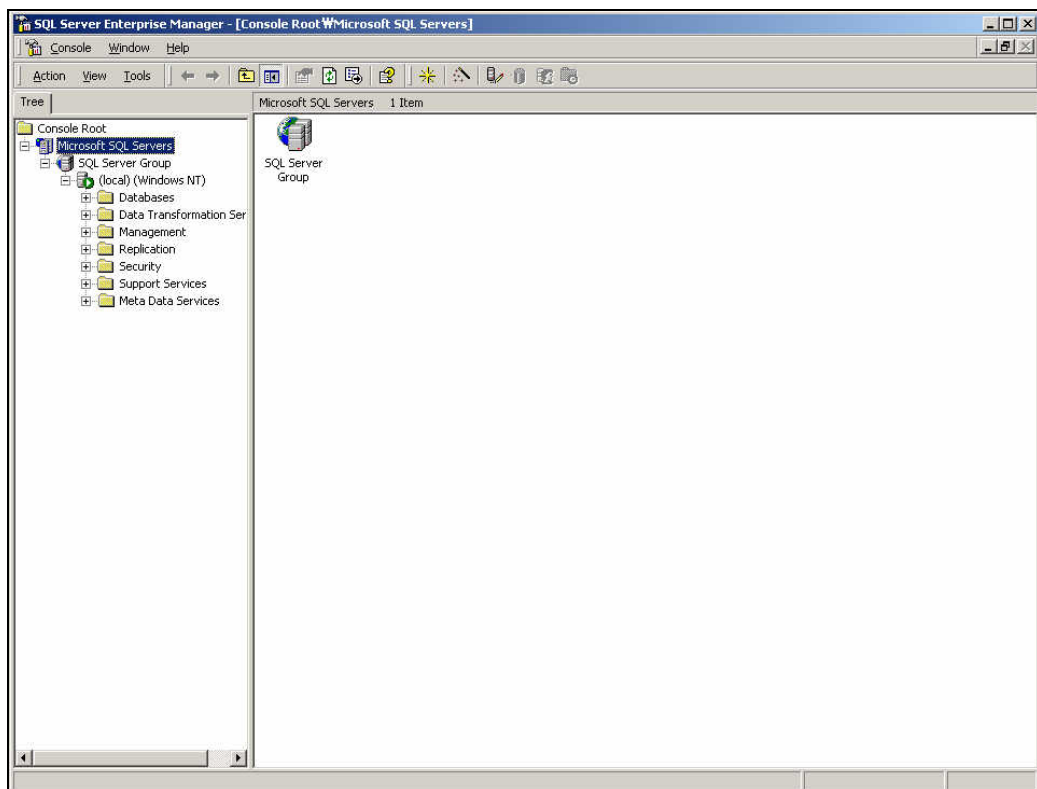 SQL Server Enterprise Manager - [Console Root₩Microsoft SQL Servers]
Console Window Help
Action View Tools
Tree
Microsoft SQL Servers 1 Item
Console Root
Microsoft SQL Servers
SQL Server Group
(local) (Windows NT)
Databases
Data Transformation Ser
Management
Replication
Security
Support Services
Meta Data Services
SQL Server
Group